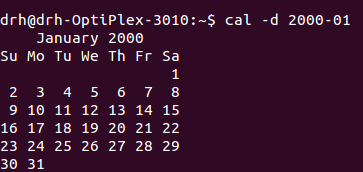 drh@drh-OptiPlex-3010:~$ cal -d 2000-01
    January 2000
Su Mo Tu We Th Fr Sa
                   1
 2  3  4  5  6  7  8
 9 10 11 12 13 14 15
16 17 18 19 20 21 22
23 24 25 26 27 28 29
30 31